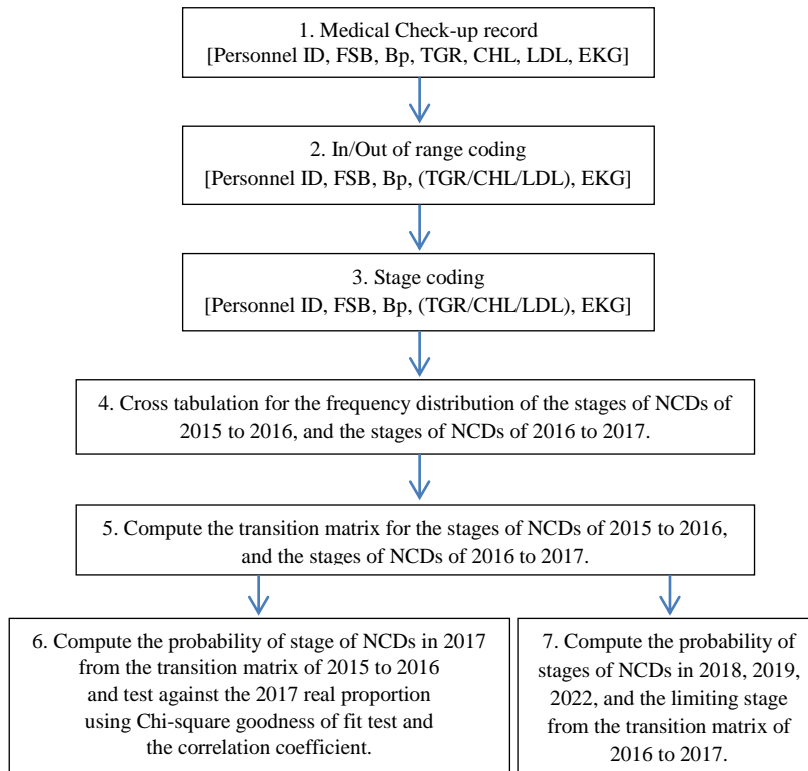 1. Medical Check-up record
[Personnel ID, FSB, Bp, TGR, CHL, LDL, EKG]
2. In/Out of range coding
[Personnel ID, FSB, Bp, (TGR/CHL/LDL), EKG]
3. Stage coding
[Personnel ID, FSB, Bp, (TGR/CHL/LDL), EKG]
4. Cross tabulation for the frequency distribution of the stages of NCDs of
2015 to 2016, and the stages of NCDs of 2016 to 2017.
5. Compute the transition matrix for the stages of NCDs of 2015 to 2016,
and the stages of NCDs of 2016 to 2017.
6. Compute the probability of stage of NCDs in 2017
from the transition matrix of 2015 to 2016
and test against the 2017 real proportion
using Chi-square goodness of fit test and
the correlation coefficient.
7. Compute the probability of
stages of NCDs in 2018, 2019,
2022, and the limiting stage
from the transition matrix of
2016 to 2017.